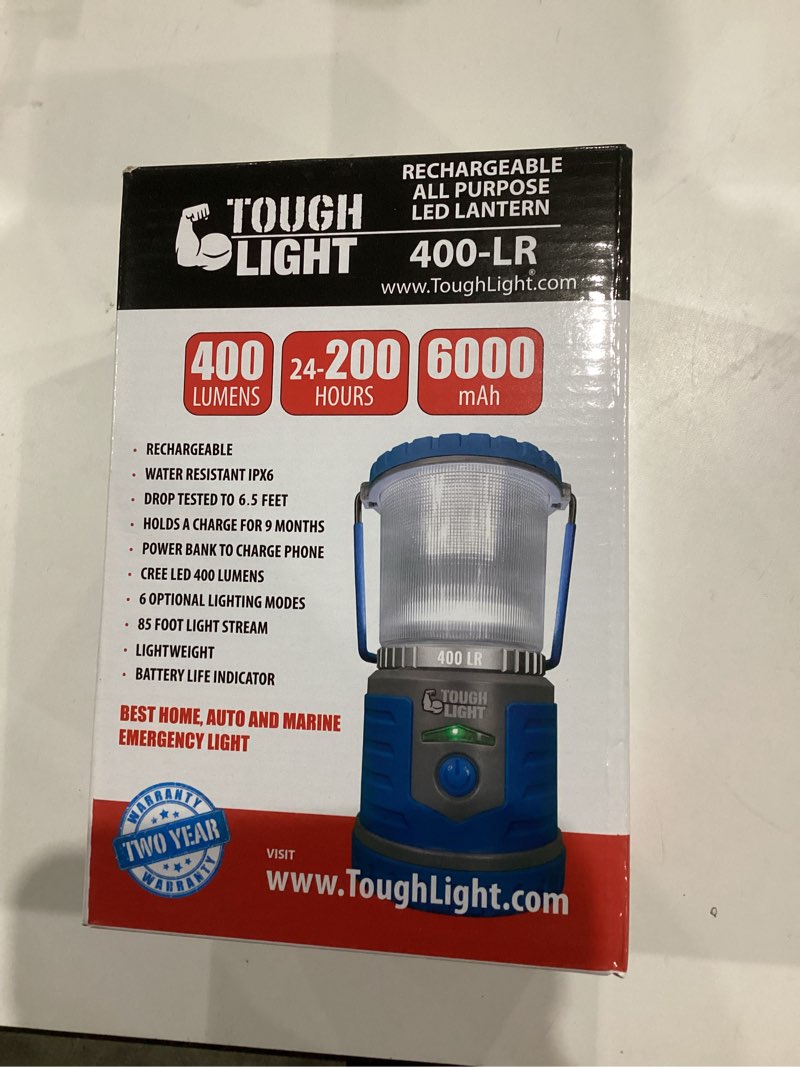 TOUGH
LIGHT
RECHARGEABLE
ALL PURPOSE
LED LANTERN
400-LR
www.ToughLight®.com
400
LUMENS
24-200
HOURS
6000
mAh
• RECHARGEABLE
• WATER RESISTANT IPX6
• DROP TESTED TO 6.5 FEET
• HOLDS A CHARGE FOR 9 MONTHS
• POWER BANK TO CHARGE PHONE
• CREE LED 400 LUMENS
• 6 OPTIONAL LIGHTING MODES
• 85 FOOT LIGHT STREAM
• LIGHTWEIGHT
• BATTERY LIFE INDICATOR
BEST HOME, AUTO AND MARINE
EMERGENCY LIGHT
400 LR
TOUGH
LIGHT
WARRANTY
TWO YEAR
WARRANTY
VISIT
www.ToughLight.com